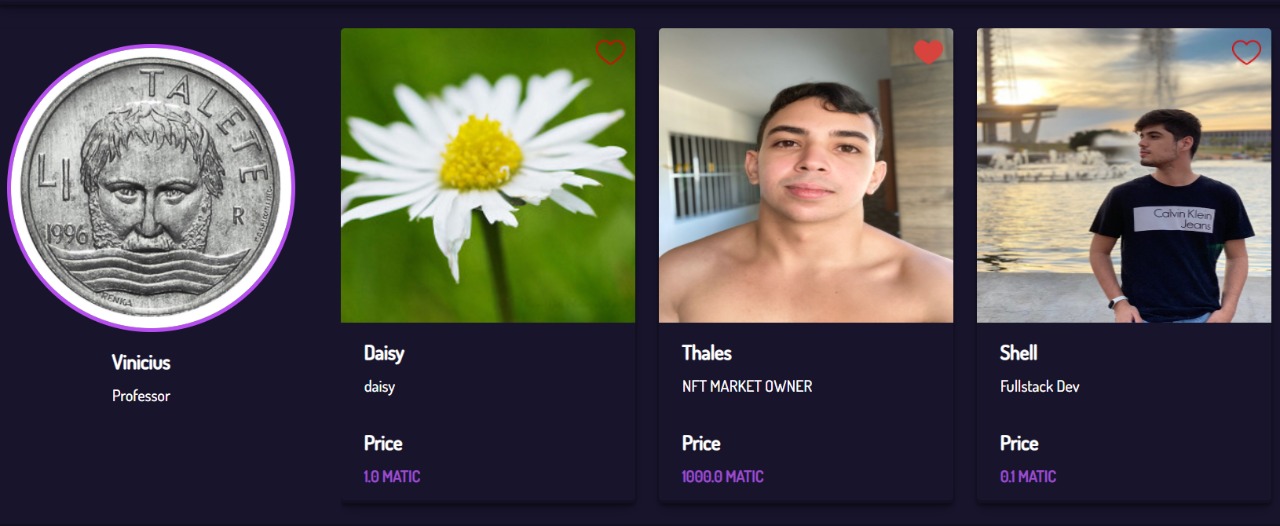 TALETE
LI
R
1996
Vinicius
Professor
Daisy
daisy
Price
1.0 MATIC
Thales
NFT MARKET OWNER
Price
1000.0 MATIC
Calvin Klein
Jeans
Shell
Fullstack Dev
Price
0.1 MATIC